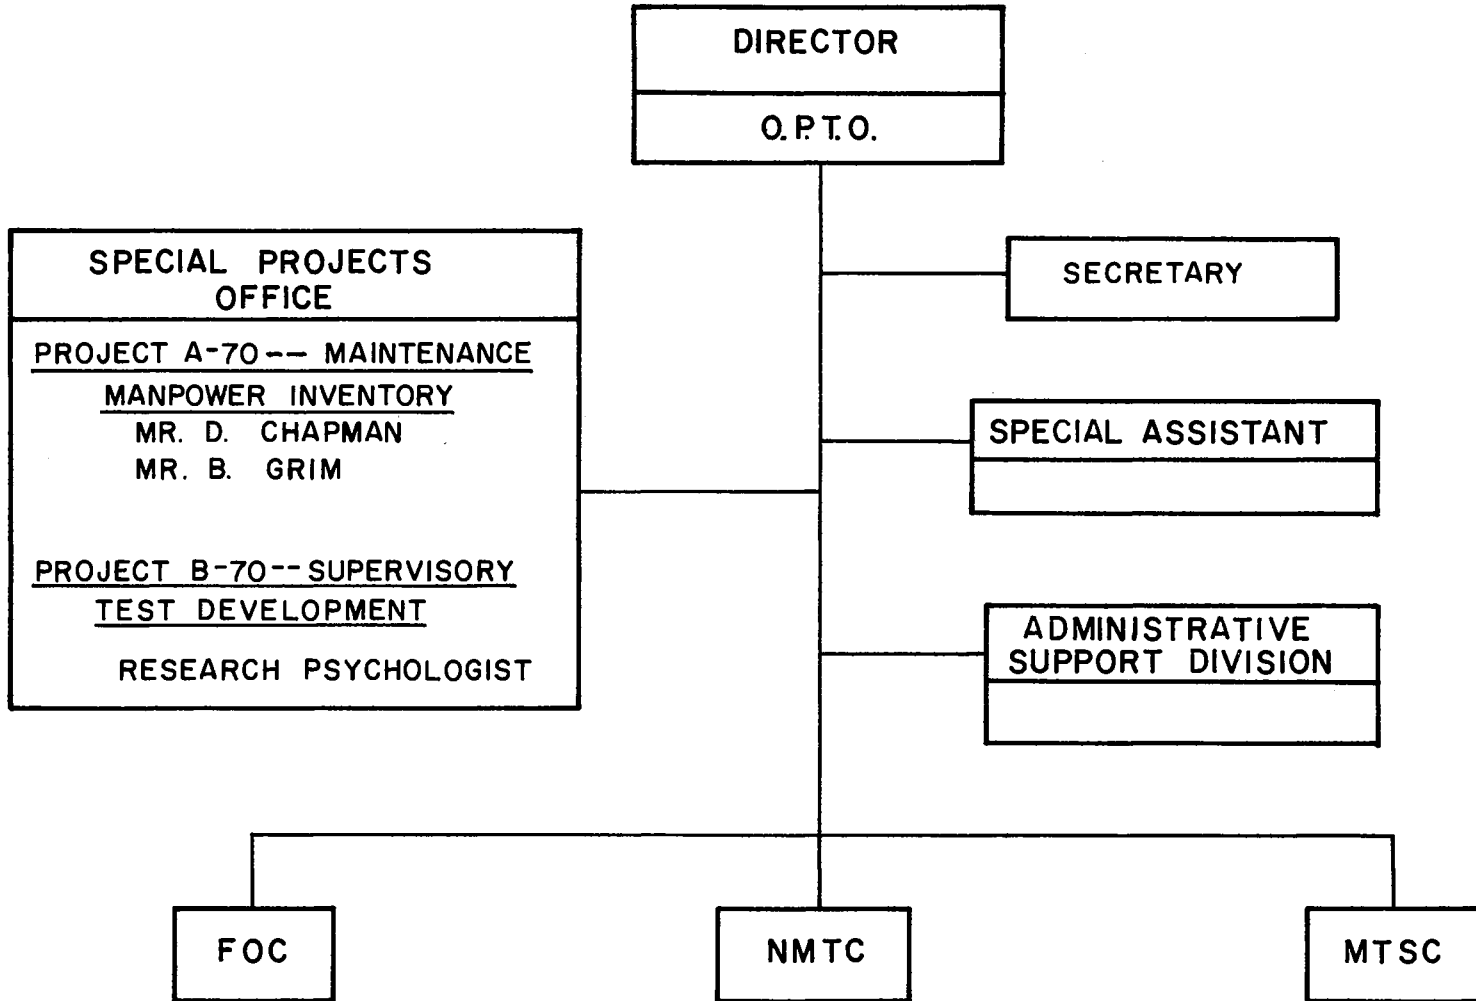 DIRECTOR
O.P.T.O.
SPECIAL PROJECTS
OFFICE
PROJECT A-70-- MAINTENANCE
MANPOWER INVENTORY
MR. D. CHAPMAN
MR. B. GRIM
PROJECT B-70--SUPERVISORY
TEST DEVELOPMENT
RESEARCH PSYCHOLOGIST
SECRETARY
SPECIAL ASSISTANT
ADMINISTRATIVE
SUPPORT DIVISION
FOC
NMTC
MTSC